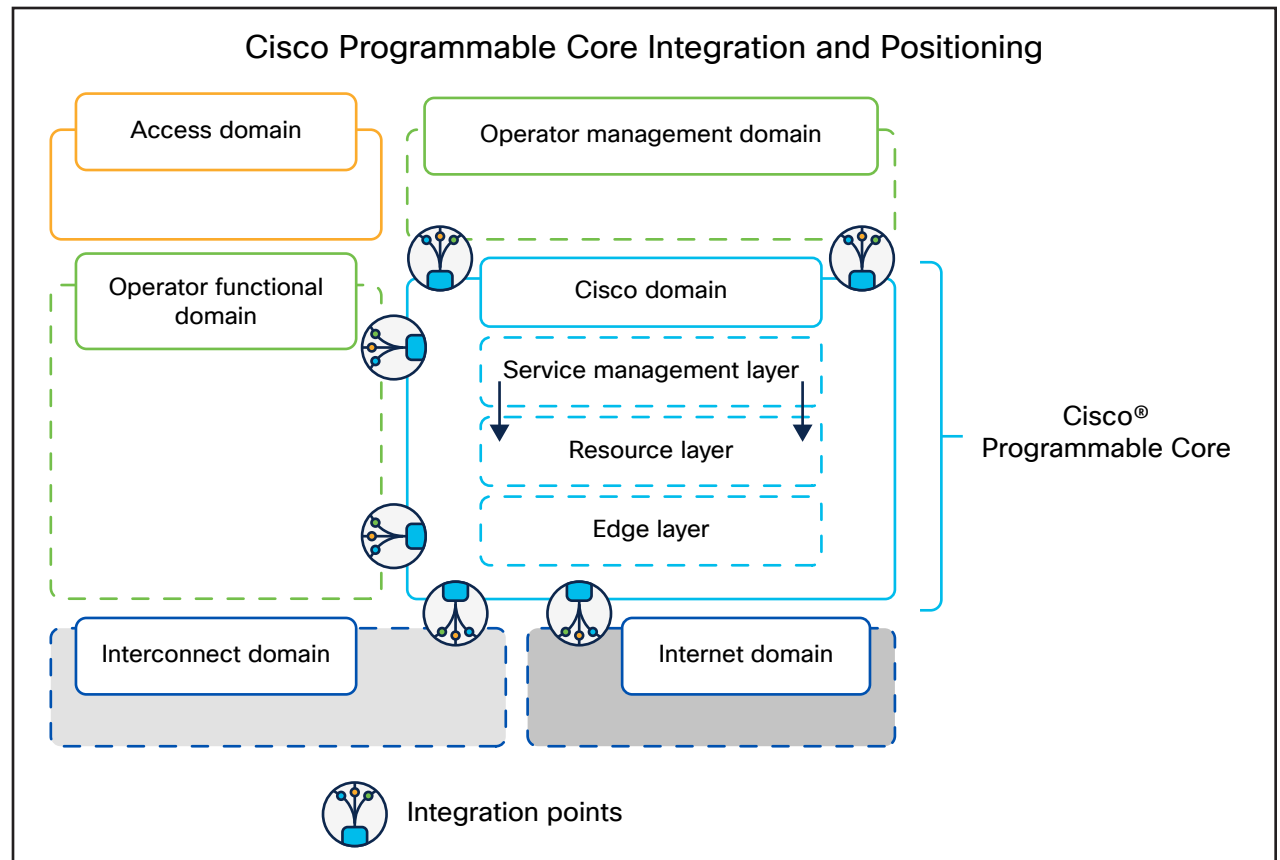 Cisco Programmable Core Integration and Positioning
Access domain
Operator management domain
Operator functional
domain
Cisco domain
Service management layer
Resource layer
Edge layer
Cisco®
Programmable Core
Interconnect domain
Internet domain
Integration points